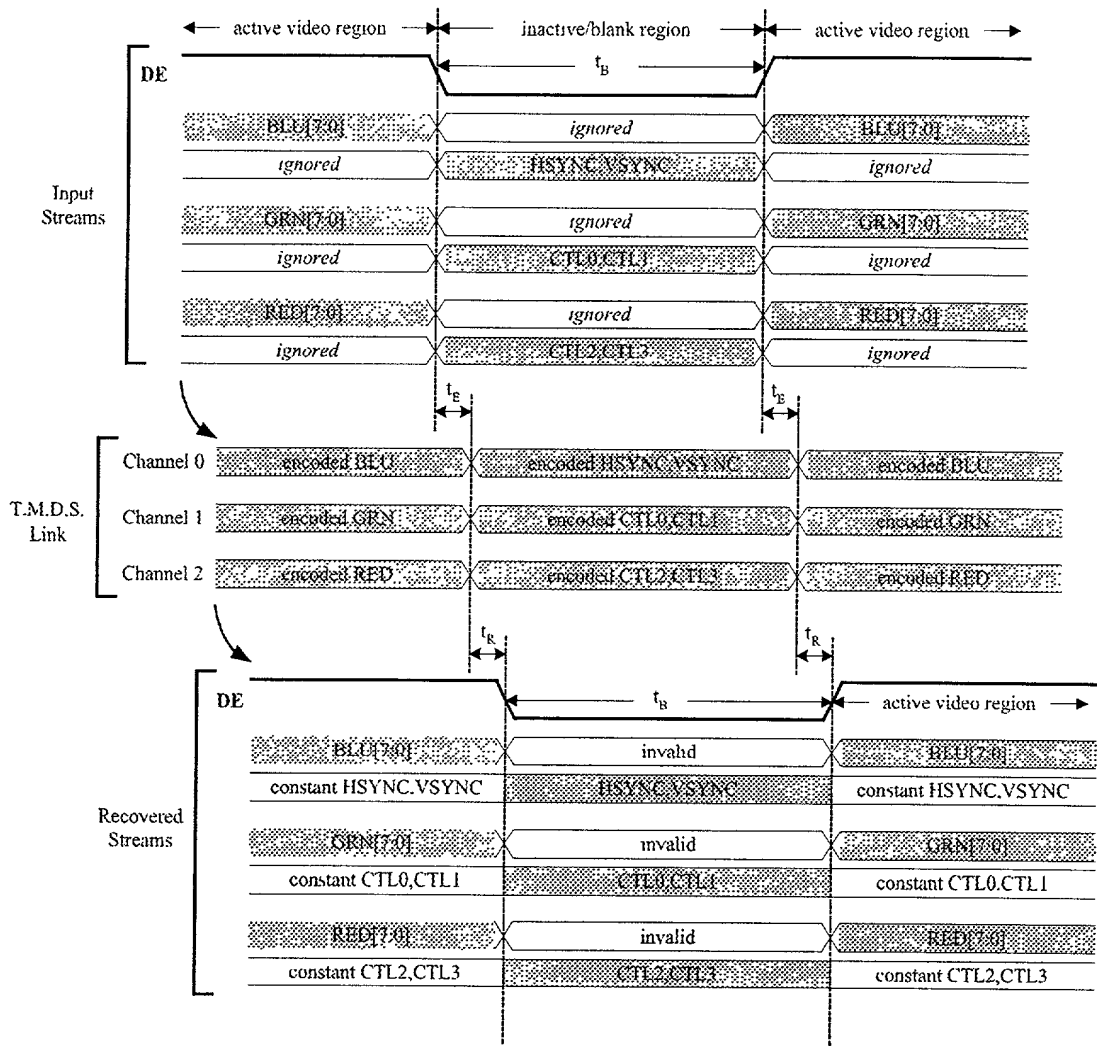 active video region inactive/blank region active video region
DE tB
BLU[7:0] ignored BLU[7:0]
ignored HSYNC.VSYNC ignored
Input
Streams
GRN[7:0] ignored GRN[7:0]
ignored CTL0.CTL1 ignored
RED[7:0] ignored RED[7:0]
ignored CTL2,CTL3 ignored
tE tE
Channel 0 encoded BLU encoded HSYNC.VSYNC encoded BLU
T.M.D.S.
Link
Channel 1 encoded GRN encoded CTL0,CTL1 encoded GRN
Channel 2 encoded RED encoded CTL2,CTL3 encoded RED
tR tR
DE tB active video region
BLU[7:0] invalid BLU[7:0]
constant HSYNC.VSYNC HSYNC.VSYNC constant HSYNC.VSYNC
Recovered
Streams
GRN[7:0] invalid GRN[7:0]
constant CTL0,CTL1 CTL0.CTL1 constant CTL0.CTL1
RED[7:0] invalid RED[7:0]
constant CTL2,CTL3 CTL2,CTL3 constant CTL2,CTL3